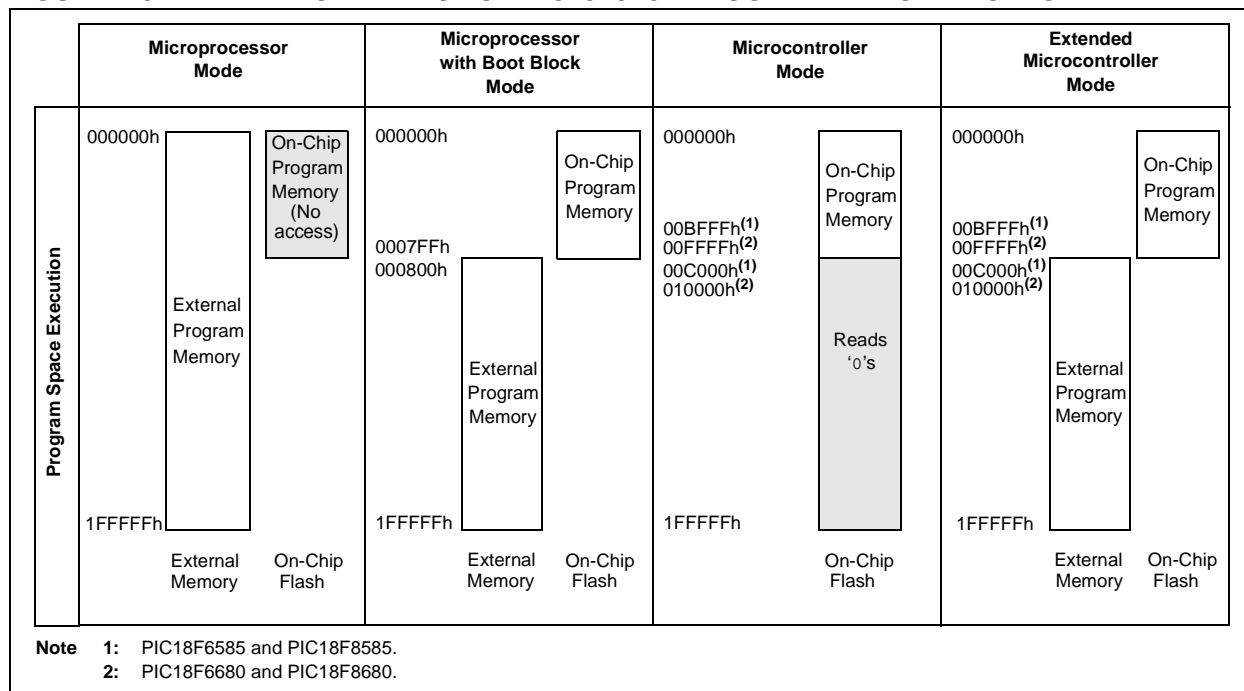 Microprocessor
Mode
Microprocessor
with Boot Block
Mode
Microcontroller
Mode
Extended
Microcontroller
Mode
Program Space Execution
000000h
External
Program
Memory
On-Chip
Program
Memory
(No
access)
1FFFFFh
External
Memory
On-Chip
Flash
000000h
On-Chip
Program
Memory
0007FFh
000800h
External
Program
Memory
1FFFFFh
External
Memory
On-Chip
Flash
000000h
On-Chip
Program
Memory
00BFFFh(1)
00FFFFh(2)
00C000h(1)
010000h(2)
Reads
‘0’s
1FFFFFh
On-Chip
Flash
000000h
On-Chip
Program
Memory
00BFFFh(1)
00FFFFh(2)
00C000h(1)
010000h(2)
External
Program
Memory
1FFFFFh
External
Memory
On-Chip
Flash
Note 1: PIC18F6585 and PIC18F8585.
2: PIC18F6680 and PIC18F8680.